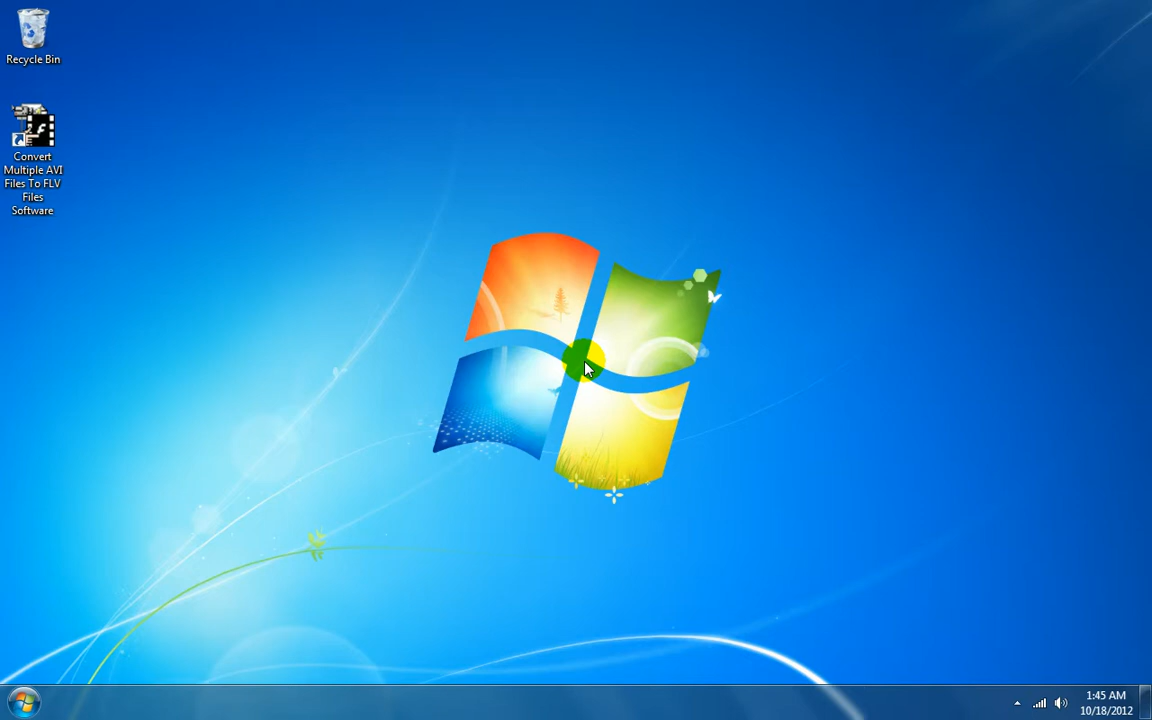 Recycle Bin
Convert
Multiple AVI
Files To FLV
Files
Software
1:45 AM
10/18/2012